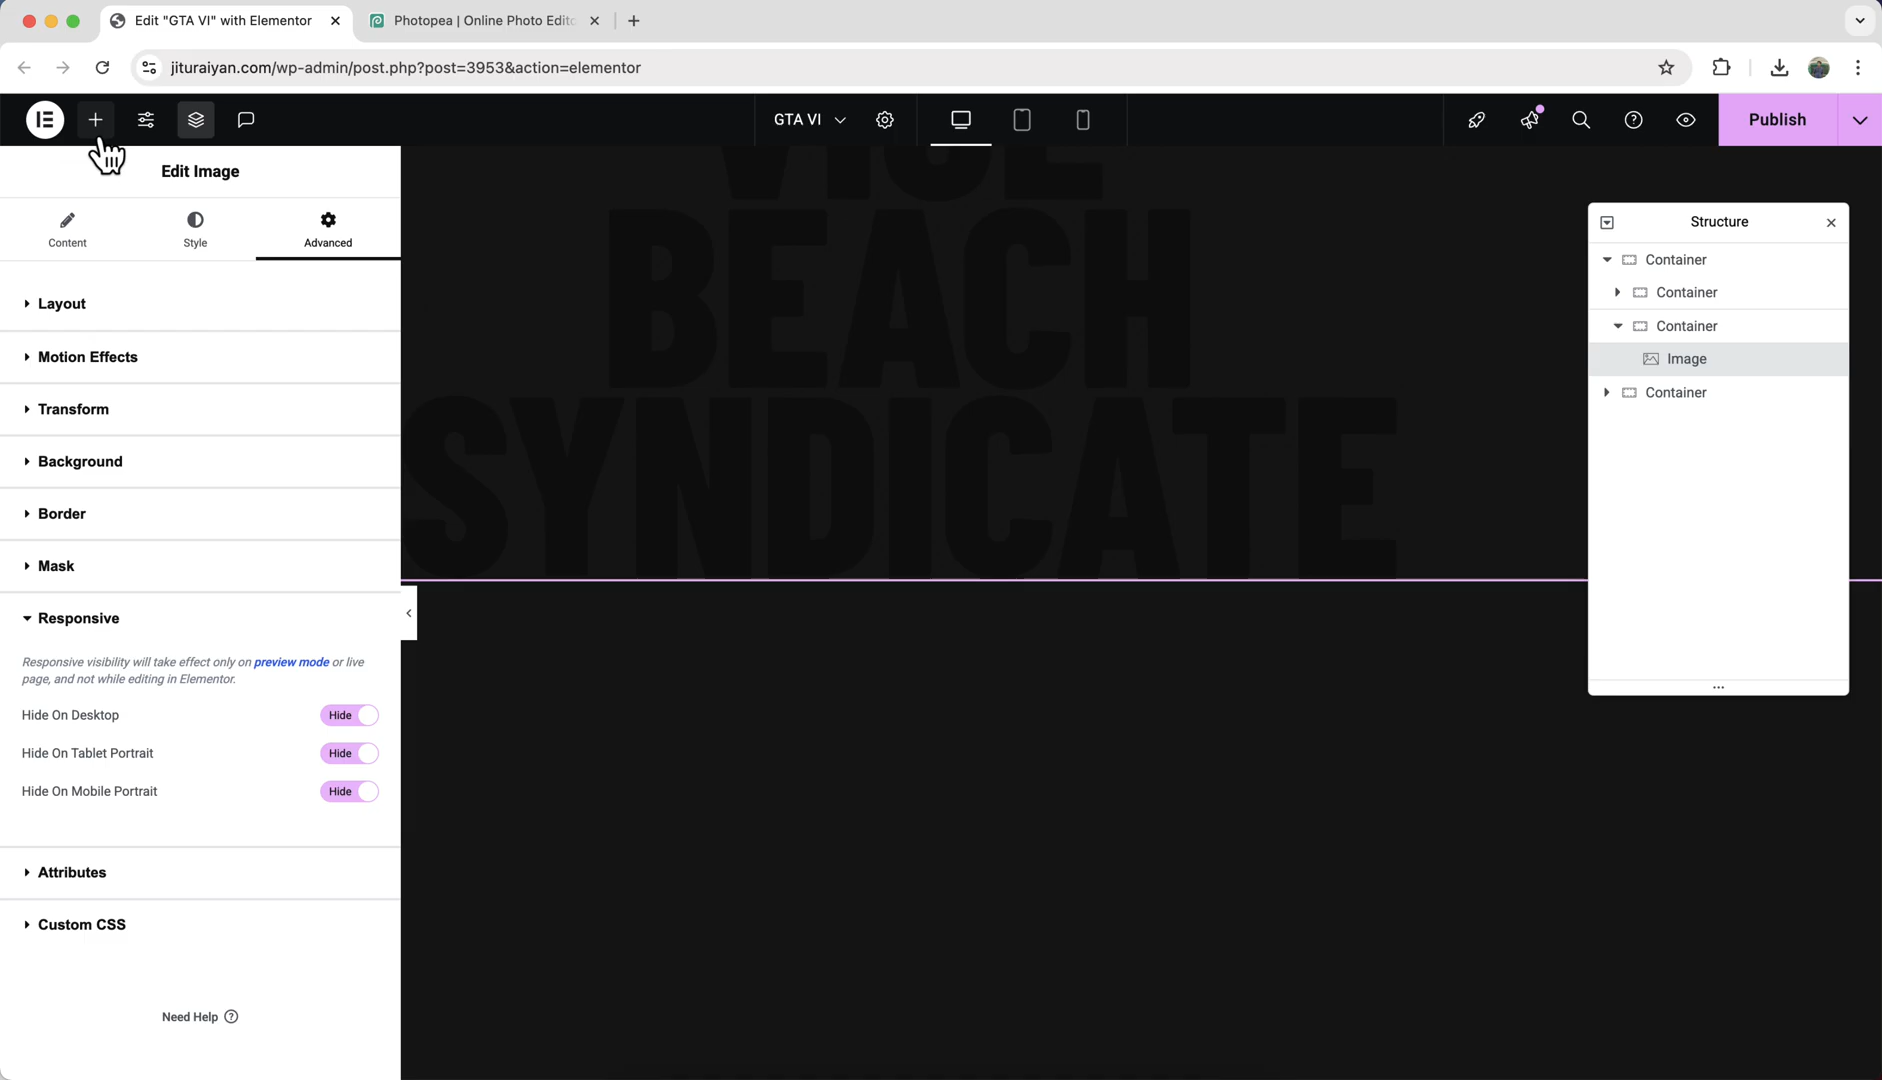 Edit "GTA VI" with Elementor
Photopea | Online Photo Edit
jituraiyan.com/wp-admin/post.php?post=3953&action=elementor
GTA VI
Publish
Edit Image
Content
Style
Advanced
Layout
Motion Effects
Transform
Background
Border
Mask
Responsive
Responsive visibility will take effect only on preview mode or live
page, and not while editing in Elementor.
Hide On Desktop
Hide
Hide On Tablet Portrait
Hide
Hide On Mobile Portrait
Hide
Attributes
Custom CSS
Need Help
VICE
BEACH
SYNDICATE
Structure
Container
Container
Container
Image
Container